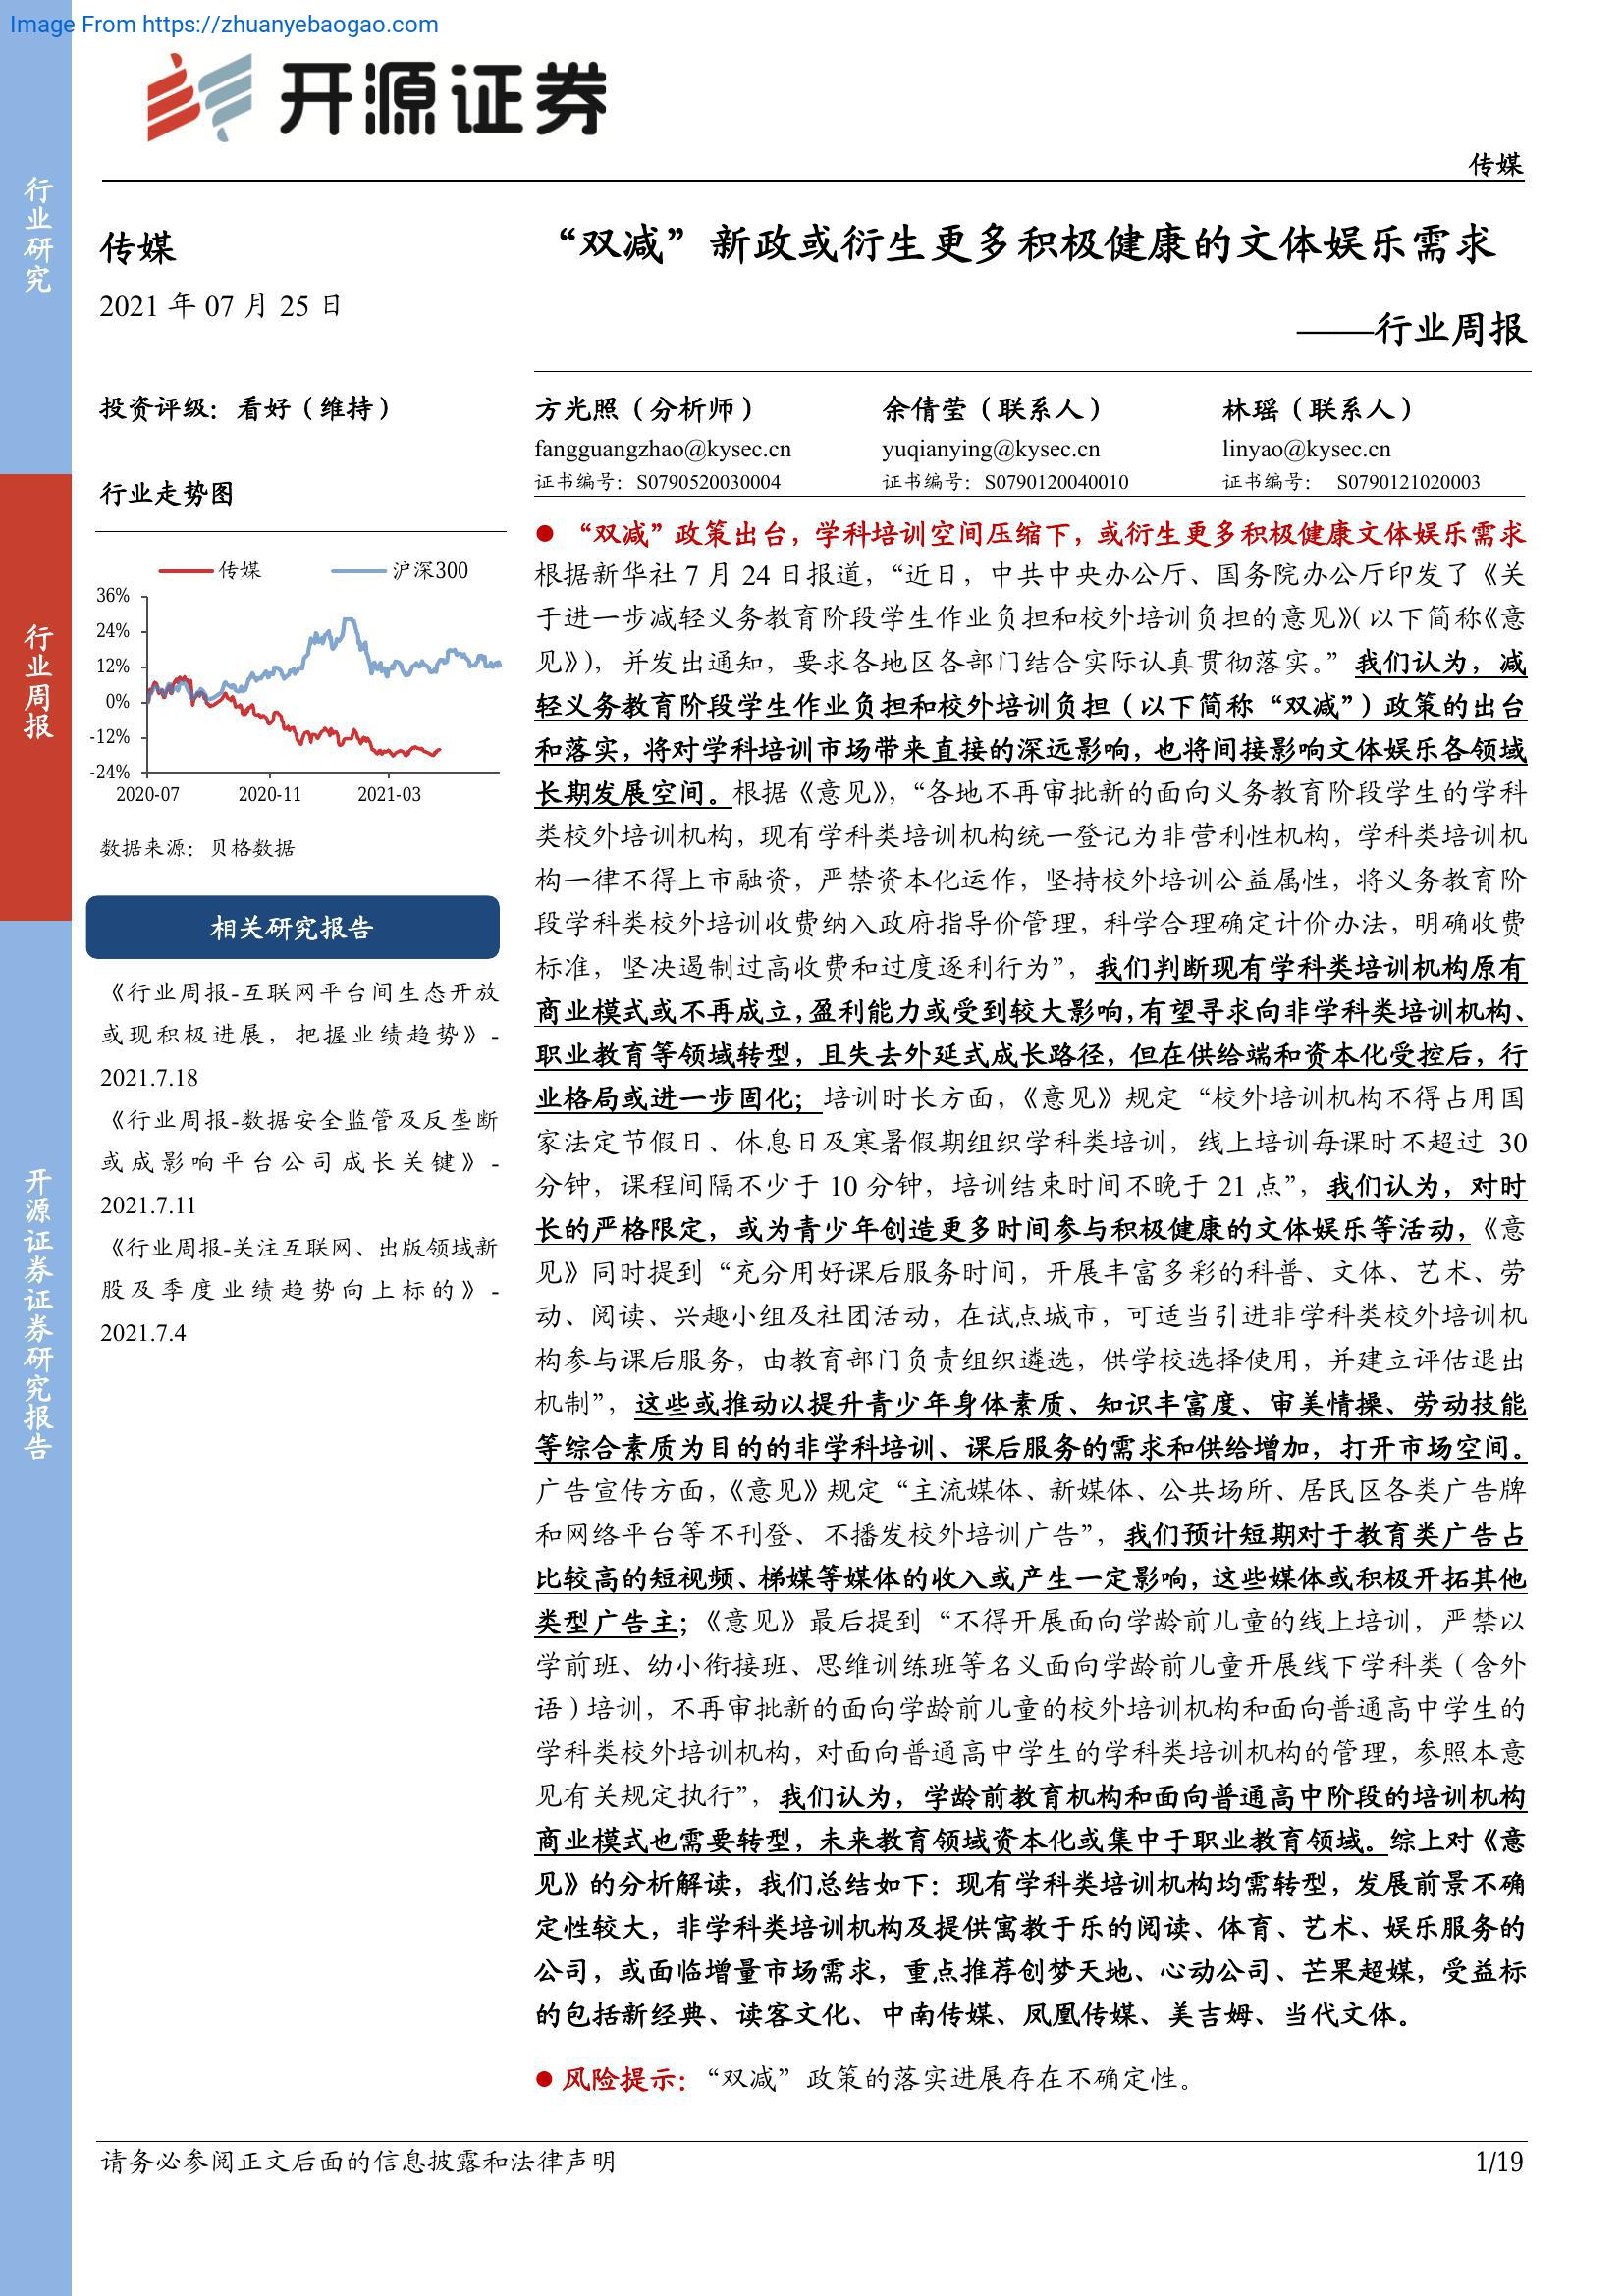 Image From https://zhuanyebaogao.com
开源证券
传媒
行业研究
行业周报
开源证券证券研究报告
传媒
2021 年 07 月 25 日
投资评级：看好（维持）
行业走势图
传媒 沪深300
36%
24%
12%
0%
-12%
-24%
2020-07 2020-11 2021-03
数据来源：贝格数据
相关研究报告
《行业周报-互联网平台间生态开放
或现积极进展，把握业绩趋势》-
2021.7.18
《行业周报-数据安全监管及反垄断
或成影响平台公司成长关键》-
2021.7.11
《行业周报-关注互联网、出版领域新
股及季度业绩趋势向上标的》-
2021.7.4
“双减”新政或衍生更多积极健康的文体娱乐需求
——行业周报
方光照（分析师） 余倩莹（联系人） 林瑶（联系人）
fangguangzhao@kysec.cn yuqianying@kysec.cn linyao@kysec.cn
证书编号：S0790520030004 证书编号：S0790120040010 证书编号： S0790121020003
● “双减”政策出台，学科培训空间压缩下，或衍生更多积极健康文体娱乐需求
根据新华社 7 月 24 日报道，“近日，中共中央办公厅、国务院办公厅印发了《关
于进一步减轻义务教育阶段学生作业负担和校外培训负担的意见》（以下简称《意
见》），并发出通知，要求各地区各部门结合实际认真贯彻落实。”我们认为，减
轻义务教育阶段学生作业负担和校外培训负担（以下简称“双减”）政策的出台
和落实，将对学科培训市场带来直接的深远影响，也将间接影响文体娱乐各领域
长期发展空间。根据《意见》，“各地不再审批新的面向义务教育阶段学生的学科
类校外培训机构，现有学科类培训机构统一登记为非营利性机构，学科类培训机
构一律不得上市融资，严禁资本化运作，坚持校外培训公益属性，将义务教育阶
段学科类校外培训收费纳入政府指导价管理，科学合理确定计价办法，明确收费
标准，坚决遏制过高收费和过度逐利行为”，我们判断现有学科类培训机构原有
商业模式或不再成立，盈利能力或受到较大影响，有望寻求向非学科类培训机构、
职业教育等领域转型，且失去外延式成长路径，但在供给端和资本化受控后，行
业格局或进一步固化；培训时长方面，《意见》规定“校外培训机构不得占用国
家法定节假日、休息日及寒暑假期组织学科类培训，线上培训每课时不超过 30
分钟，课程间隔不少于 10 分钟，培训结束时间不晚于 21 点”，我们认为，对时
长的严格限定，或为青少年创造更多时间参与积极健康的文体娱乐等活动，《意
见》同时提到“充分用好课后服务时间，开展丰富多彩的科普、文体、艺术、劳
动、阅读、兴趣小组及社团活动，在试点城市，可适当引进非学科类校外培训机
构参与课后服务，由教育部门负责组织遴选，供学校选择使用，并建立评估退出
机制”，这些或推动以提升青少年身体素质、知识丰富度、审美情操、劳动技能
等综合素质为目的的非学科培训、课后服务的需求和供给增加，打开市场空间。
广告宣传方面，《意见》规定“主流媒体、新媒体、公共场所、居民区各类广告牌
和网络平台等不刊登、不播发校外培训广告”，我们预计短期对于教育类广告占
比较高的短视频、梯媒等媒体的收入或产生一定影响，这些媒体或积极开拓其他
类型广告主；《意见》最后提到“不得开展面向学龄前儿童的线上培训，严禁以
学前班、幼小衔接班、思维训练班等名义面向学龄前儿童开展线下学科类（含外
语）培训，不再审批新的面向学龄前儿童的校外培训机构和面向普通高中学生的
学科类校外培训机构，对面向普通高中学生的学科类培训机构的管理，参照本意
见有关规定执行”，我们认为，学龄前教育机构和面向普通高中阶段的培训机构
商业模式也需要转型，未来教育领域资本化或集中于职业教育领域。综上对《意
见》的分析解读，我们总结如下：现有学科类培训机构均需转型，发展前景不确
定性较大，非学科类培训机构及提供寓教于乐的阅读、体育、艺术、娱乐服务的
公司，或面临增量市场需求，重点推荐创梦天地、心动公司、芒果超媒，受益标
的包括新经典、读客文化、中南传媒、凤凰传媒、美吉姆、当代文体。
● 风险提示：“双减”政策的落实进展存在不确定性。
请务必参阅正文后面的信息披露和法律声明 1/19